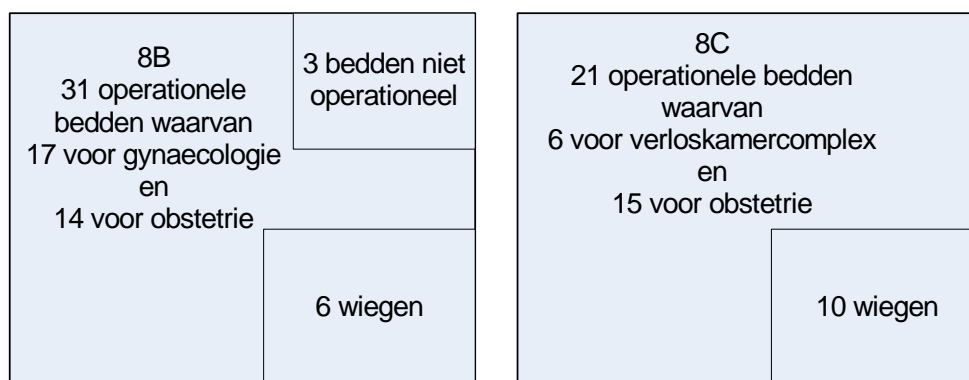 8B
31 operationele
bedden waarvan
17 voor gynaecologie
en
14 voor obstetrie
3 bedden niet
operationeel
6 wiegen
8C
21 operationele bedden
waarvan
6 voor verloskamercomplex
en
15 voor obstetrie
10 wiegen